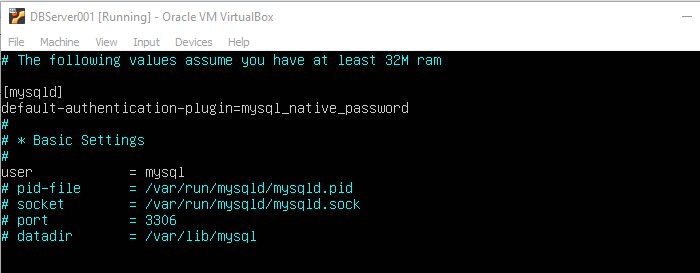 DBServer001 [Running] - Oracle VM VirtualBox
File Machine View Input Devices Help
# The following values assume you have at least 32M ram
[mysqld]
default-authentication-plugin=mysql_native_password
#
# * Basic Settings
#
user = mysql
# pid-file = /var/run/mysqld/mysqld.pid
# socket = /var/run/mysqld/mysqld.sock
# port = 3306
# datadir = /var/lib/mysql